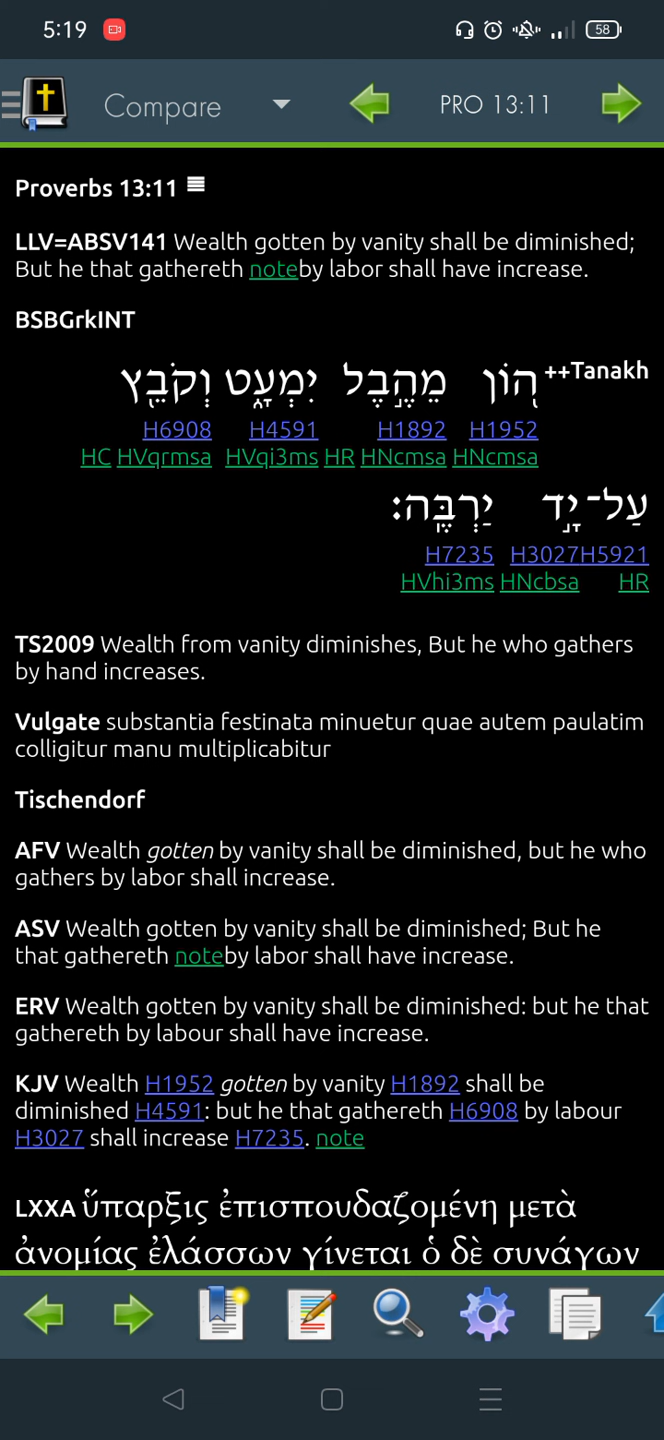 5:19
58
Compare
PRO 13:11
Proverbs 13:11
LLV=ABSV141 Wealth gotten by vanity shall be diminished;
But he that gathereth noteby labor shall have increase.
BSBGrkINT
++Tanakh ה֭וֹן מֵהֶ֣בֶל יִמְעָ֑ט וְקֹבֵ֖ץ
H6908 H4591 H1892 H1952
HC HVqrmsa HVqi3ms HR HNcmsa HNcmsa
עַל־יָ֣ד יַרְבֶּֽה׃
H7235 H3027H5921
HVhi3ms HNcbsa HR
TS2009 Wealth from vanity diminishes, But he who gathers
by hand increases.
Vulgate substantia festinata minuetur quae autem paulatim
colligitur manu multiplicabitur
Tischendorf
AFV Wealth gotten by vanity shall be diminished, but he who
gathers by labor shall increase.
ASV Wealth gotten by vanity shall be diminished; But he
that gathereth noteby labor shall have increase.
ERV Wealth gotten by vanity shall be diminished: but he that
gathereth by labour shall have increase.
KJV Wealth H1952 gotten by vanity H1892 shall be
diminished H4591: but he that gathereth H6908 by labour
H3027 shall increase H7235. note
LXXA ὕπαρξις ἐπισπουδαζομένη μετὰ
ἀνομίας ἐλάσσων γίνεται ὁ δὲ συνάγων